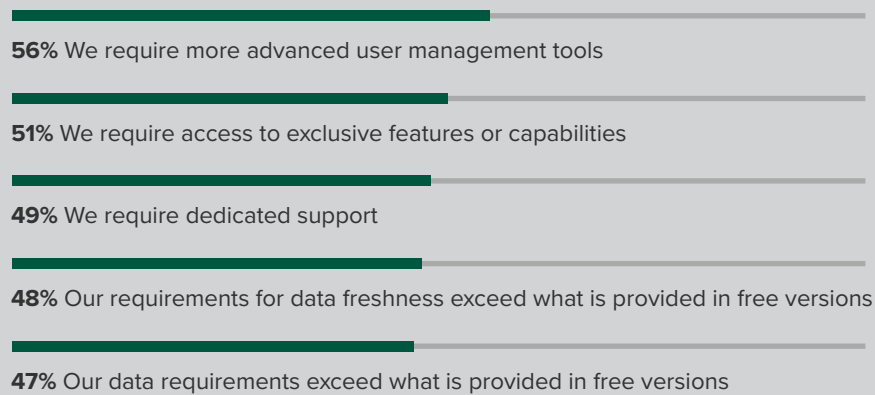 56% We require more advanced user management tools
51% We require access to exclusive features or capabilities
49% We require dedicated support
48% Our requirements for data freshness exceed what is provided in free versions
47% Our data requirements exceed what is provided in free versions